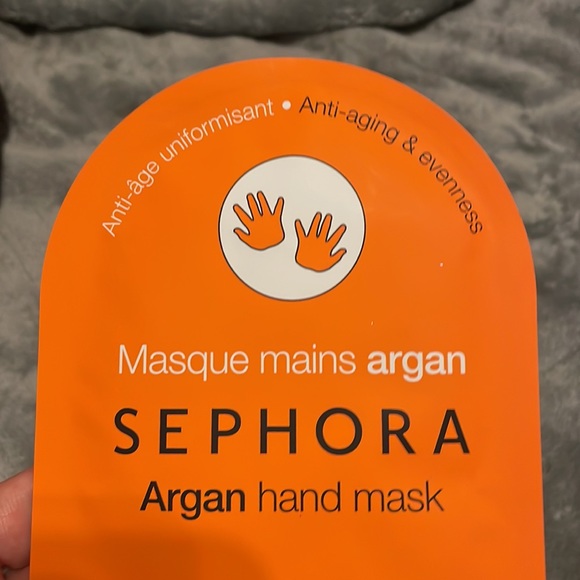 Anti-âge uniformisant • Anti-aging & evenness
Masque mains argan
SEPHORA
Argan hand mask